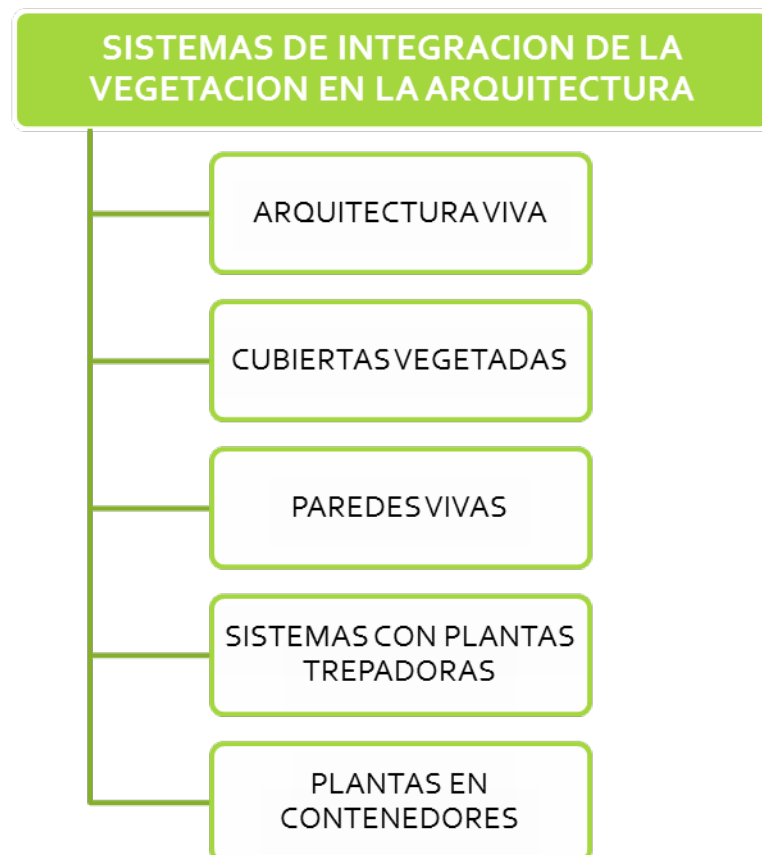 SISTEMAS DE INTEGRACION DE LA
VEGETACION EN LA ARQUITECTURA
ARQUITECTURA VIVA
CUBIERTAS VEGETADAS
PAREDES VIVAS
SISTEMAS CON PLANTAS
TREPADORAS
PLANTAS EN
CONTENEDORES